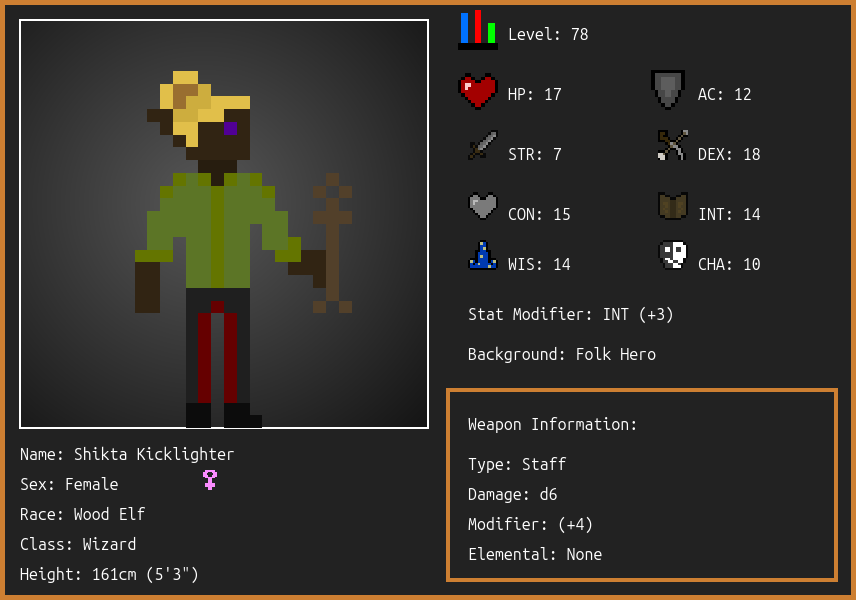 Level: 78
HP: 17
AC: 12
STR: 7
DEX: 18
CON: 15
INT: 14
WIS: 14
CHA: 10
Stat Modifier: INT (+3)
Background: Folk Hero
Weapon Information:
Type: Staff
Damage: d6
Modifier: (+4)
Elemental: None
Name: Shikta Kicklighter
Sex: Female
Race: Wood Elf
Class: Wizard
Height: 161cm (5'3")